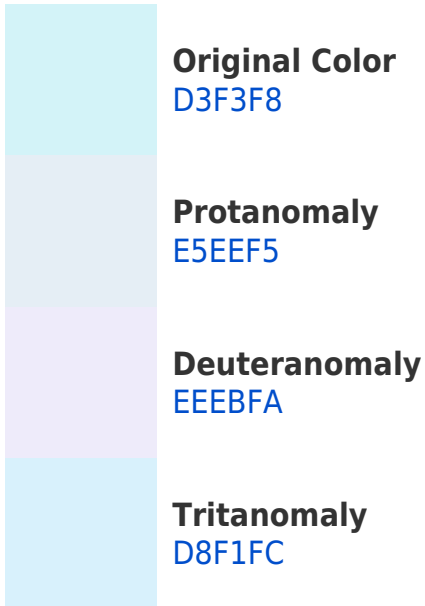 Original Color
D3F3F8
Protanomaly
E5EEF5
Deuteranomaly
EEEBFA
Tritanomaly
D8F1FC